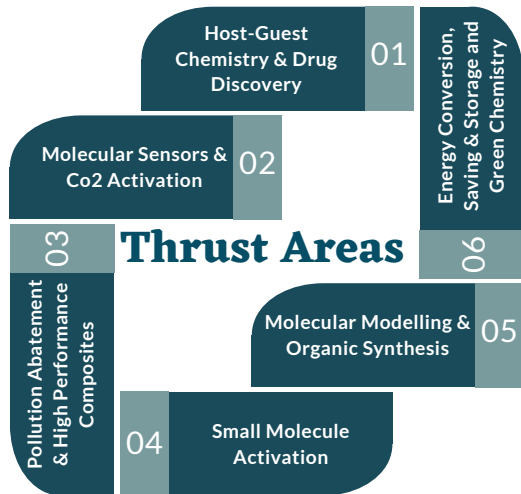 Host-Guest
Chemistry & Drug
Discovery
01
Molecular Sensors &
Co2 Activation
02
Thrust Areas
03
Pollution Abatement
& High Performance
Composites
04
Small Molecule
Activation
Molecular Modelling &
Organic Synthesis
05
Energy Conversion,
Saving & Storage and
Green Chemistry
06